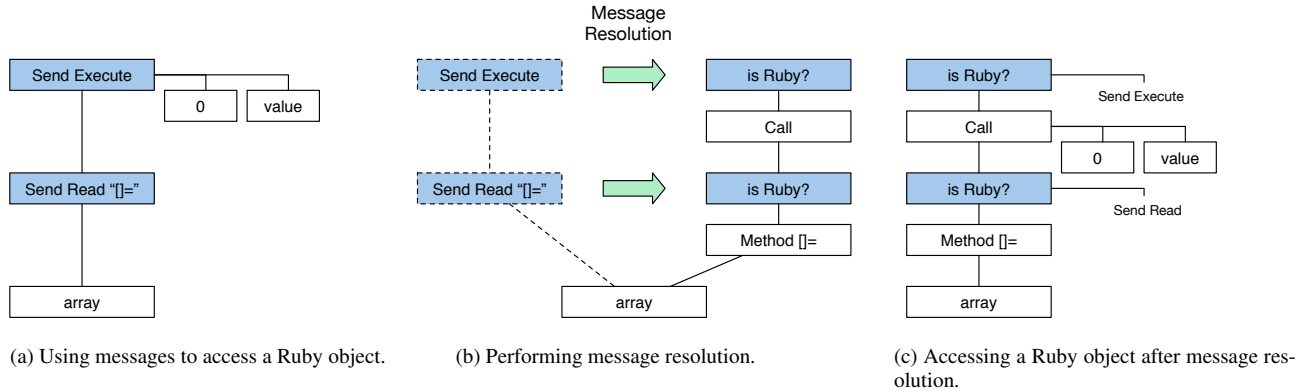 Send Execute
0
value
Send Read “[]=”
array
(a) Using messages to access a Ruby object.
Message
Resolution
Send Execute
is Ruby?
Call
Send Read “[]=”
is Ruby?
Method []=
array
(b) Performing message resolution.
is Ruby?
Send Execute
Call
0
value
is Ruby?
Send Read
Method []=
array
(c) Accessing a Ruby object after message res-
olution.